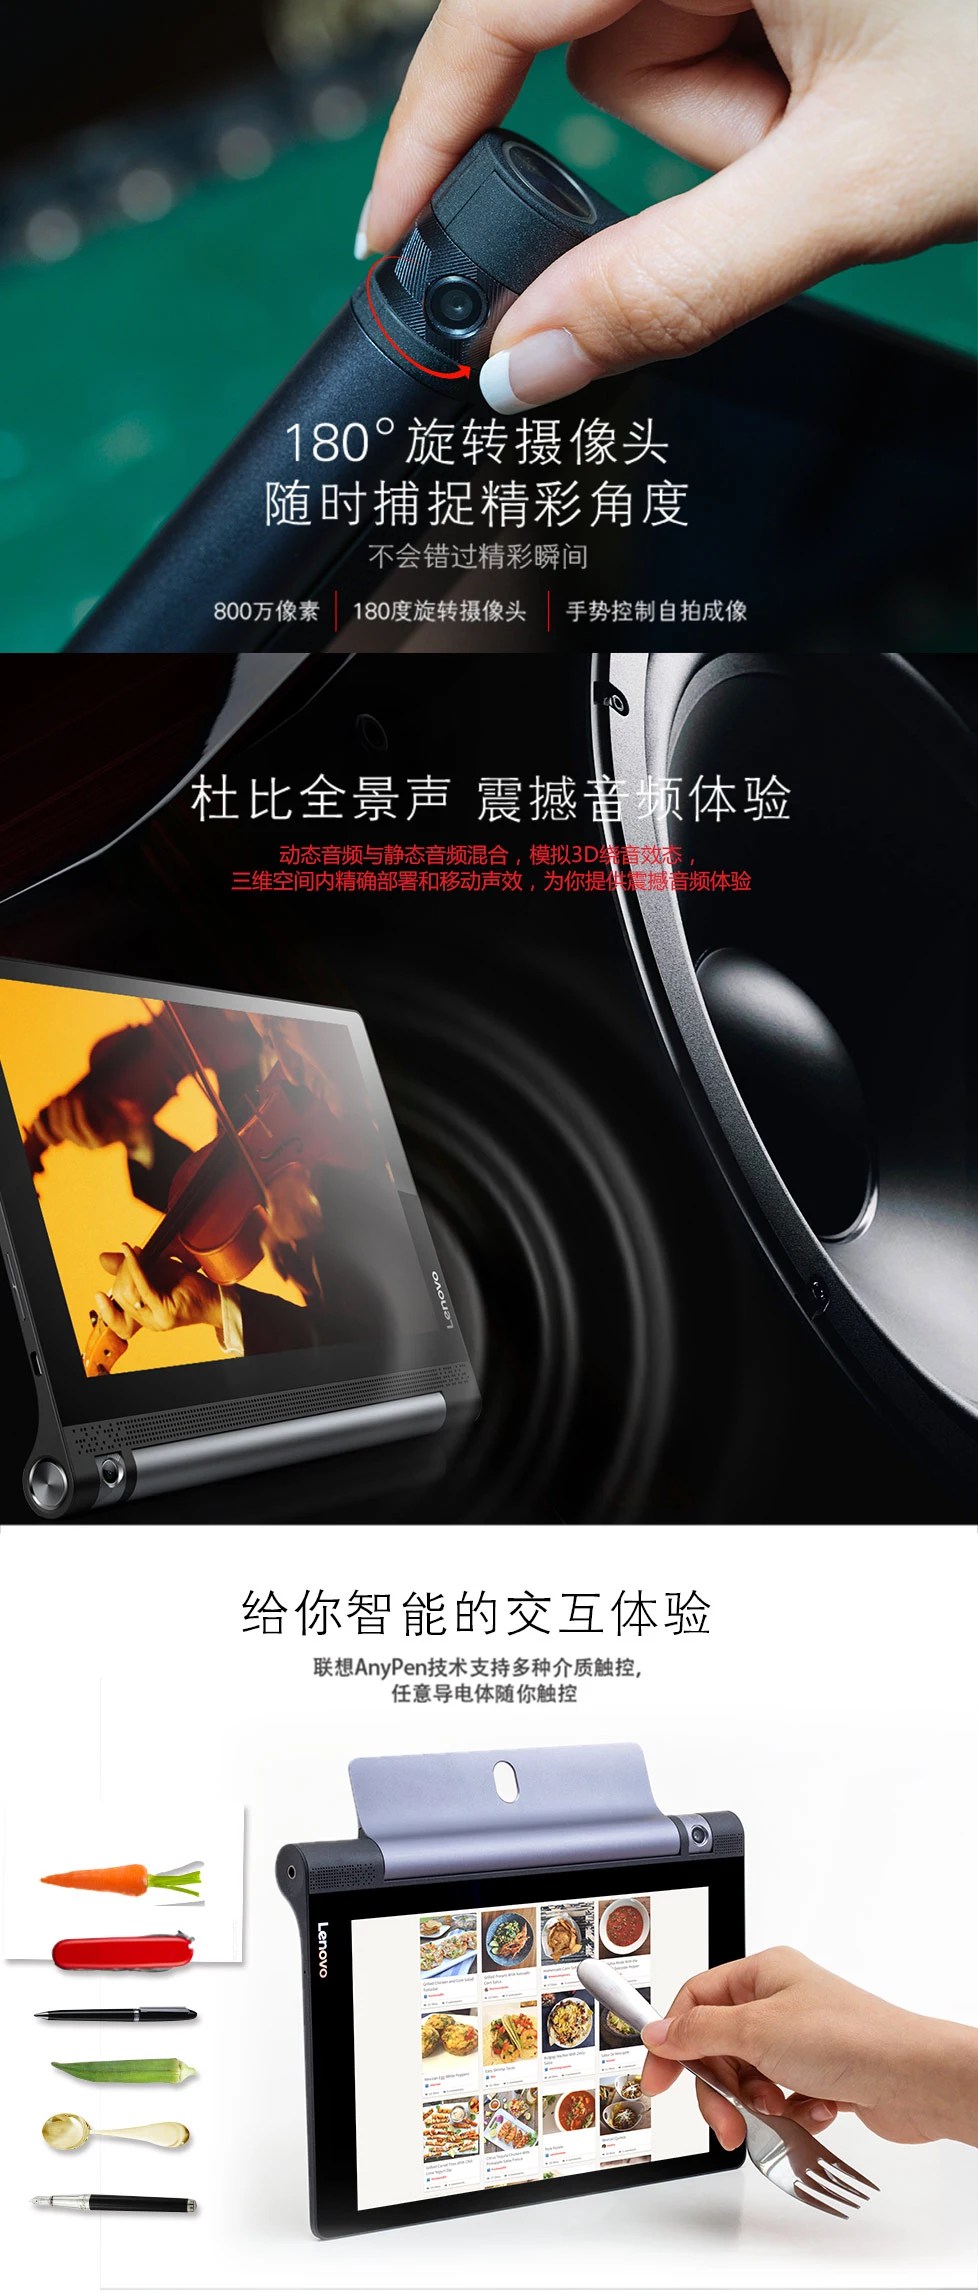 180°旋转摄像头
随时捕捉精彩角度
不会错过精彩瞬间
800万像素 | 180度旋转摄像头 | 手势控制自拍成像
杜比全景声 震撼音频体验
动态音频与静态音频混合，模拟3D绕音效态，
三维空间内精确部署和移动声效，为你提供震撼音频体验
Lenovo
给你智能的交互体验
联想AnyPen技术支持多种介质触控,
任意导电体随你触控
Lenovo